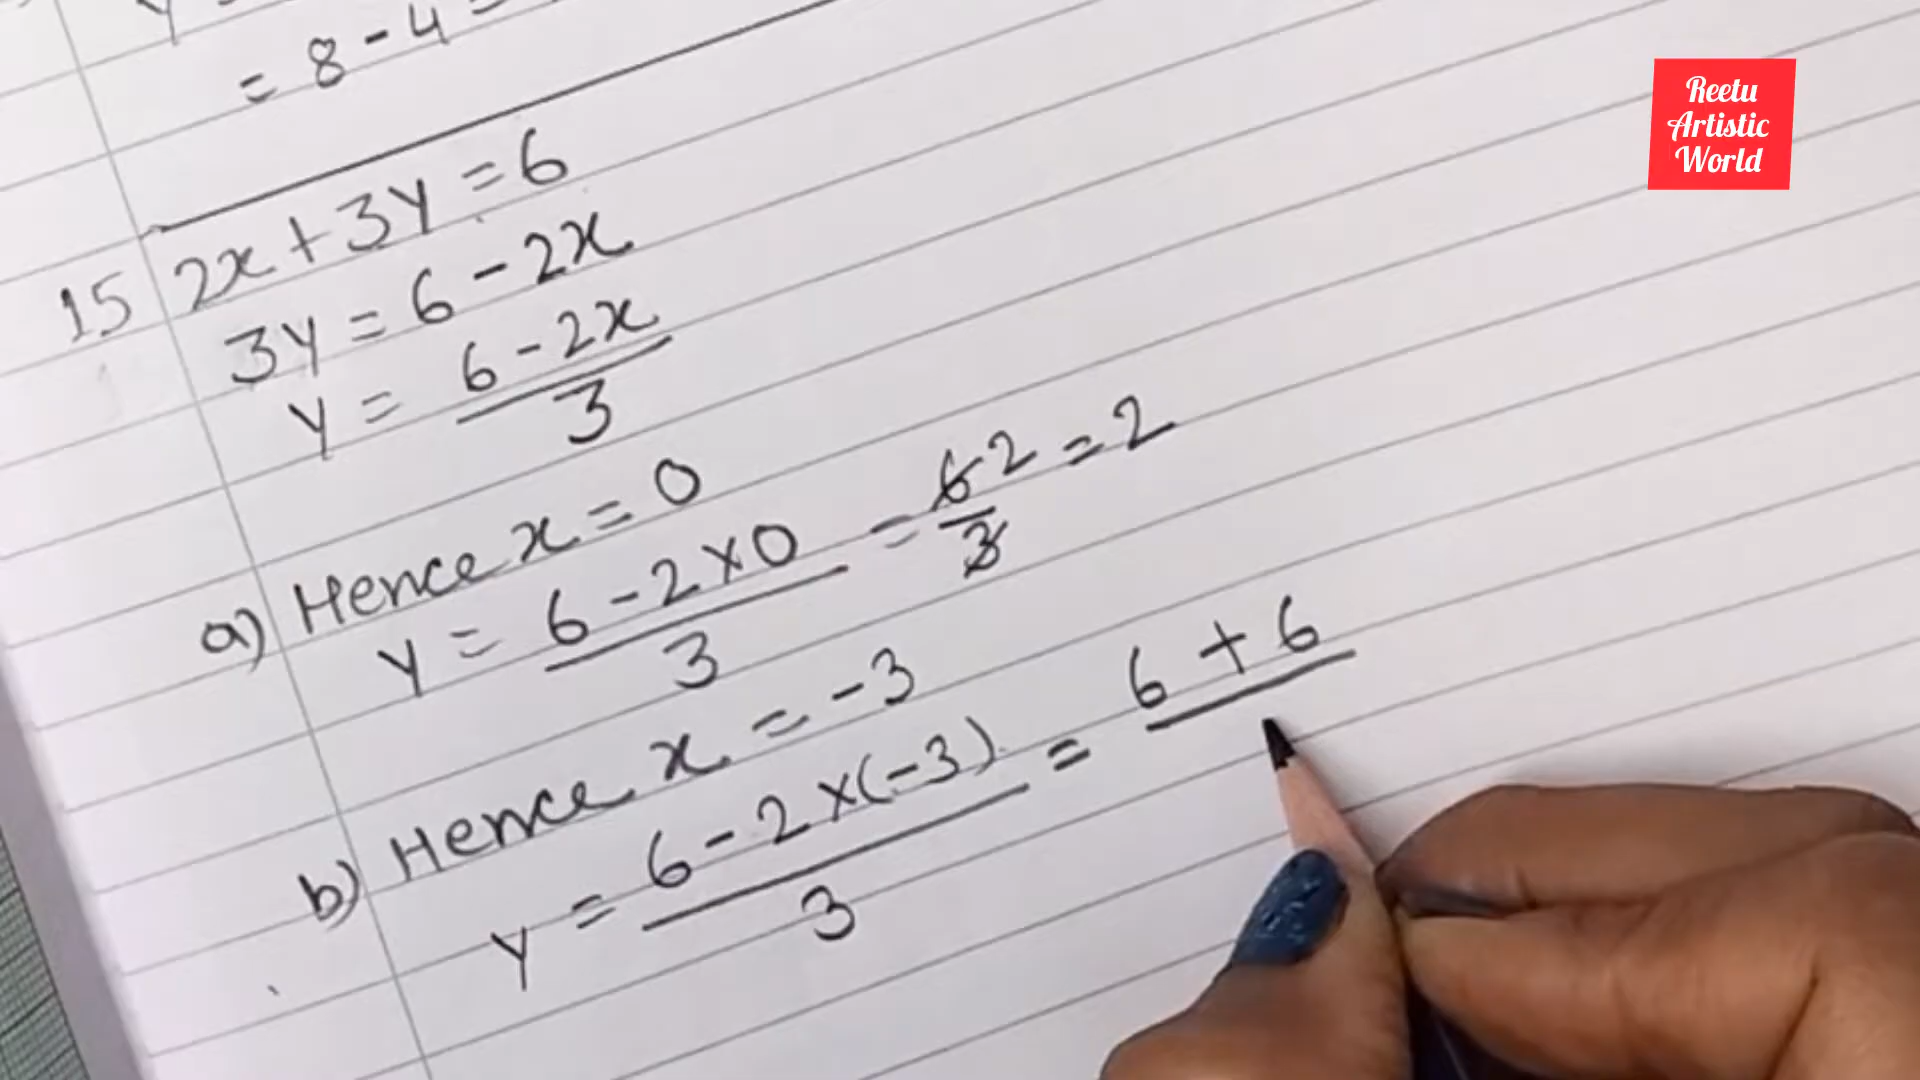 = 8 - 4 =
15 2x + 3y = 6
3y = 6 - 2x
y = 6 - 2x / 3
a) Hence x = 0
y = 6 - 2 × 0 / 3 = 6 2 / 3 = 2
b) Hence x = -3
y = 6 - 2 × (-3) / 3 = 6 + 6
Reetu
Artistic
World